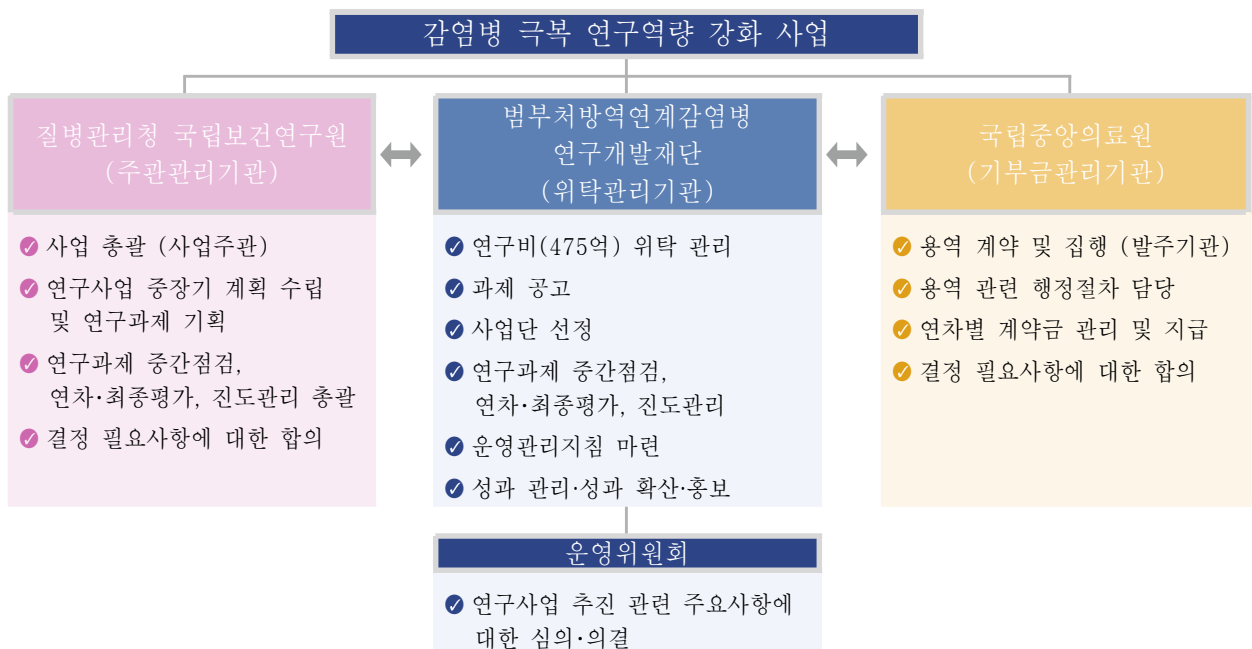 감염병 극복 연구역량 강화 사업
질병관리청 국립보건연구원
(주관관리기관)
사업 총괄 (사업주관)
연구사업 중장기 계획 수립
및 연구과제 기획
연구과제 중간점검,
연차·최종평가, 진도관리 총괄
결정 필요사항에 대한 합의
범부처방역연계감염병
연구개발재단
(위탁관리기관)
연구비(475억) 위탁 관리
과제 공고
사업단 선정
연구과제 중간점검,
연차·최종평가, 진도관리
운영관리지침 마련
성과 관리·성과 확산·홍보
국립중앙의료원
(기부금관리기관)
용역 계약 및 집행 (발주기관)
용역 관련 행정절차 담당
연차별 계약금 관리 및 지급
결정 필요사항에 대한 합의
운영위원회
연구사업 추진 관련 주요사항에
대한 심의·의결